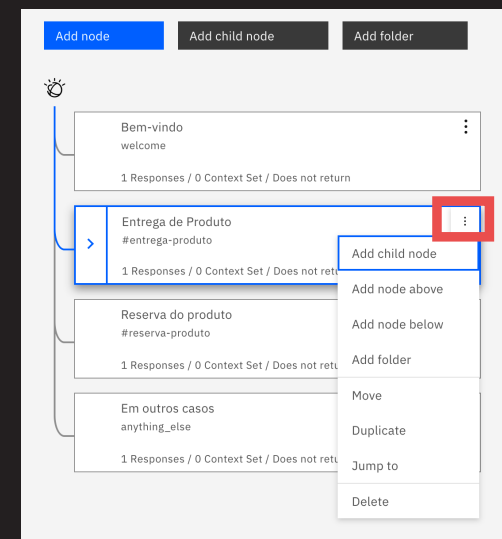 Add node
Add child node
Add folder
Bem-vindo
welcome
1 Responses / 0 Context Set / Does not return
Entrega de Produto
#entrega-produto
1 Responses / 0 Context Set / Does not
Add child node
Add node above
Add node below
Add folder
Move
Duplicate
Jump to
Delete
Reserva do produto
#reserva-produto
1 Responses / 0 Context Set / Does not
Em outros casos
anything_else
1 Responses / 0 Context Set / Does not